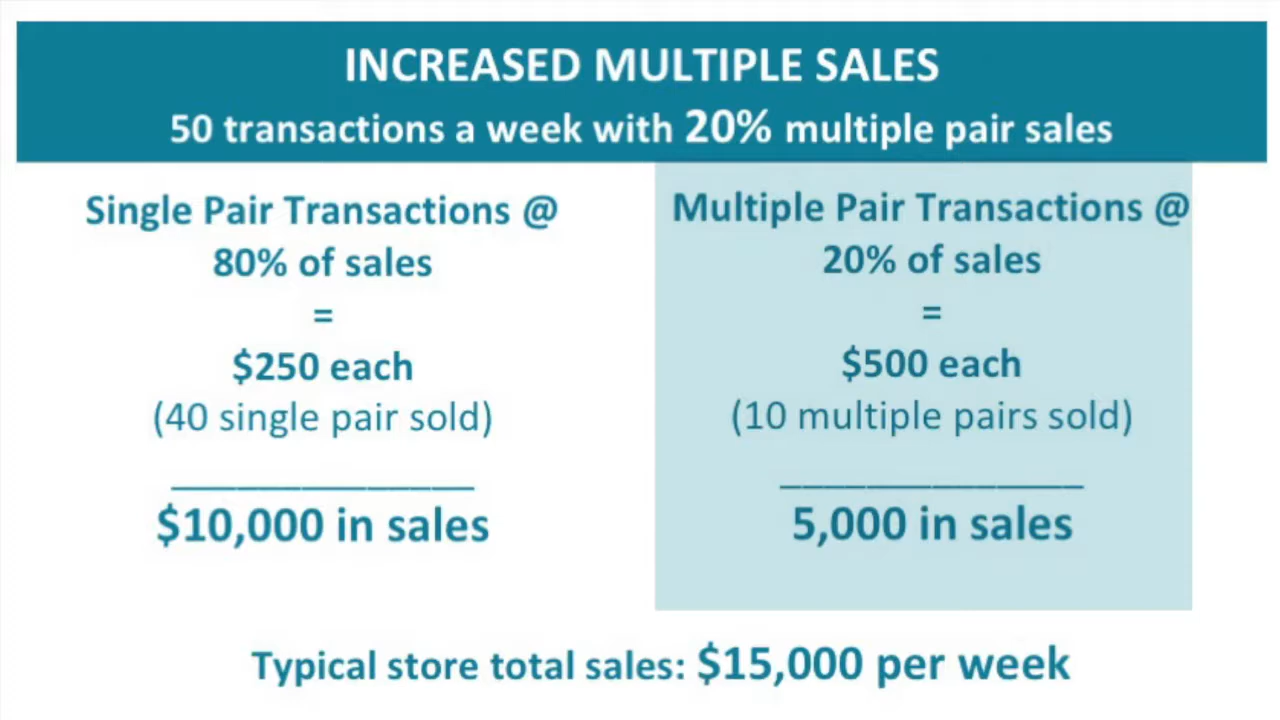 INCREASED MULTIPLE SALES
50 transactions a week with 20% multiple pair sales
Single Pair Transactions @
80% of sales
=
$250 each
(40 single pair sold)
$10,000 in sales
Multiple Pair Transactions @
20% of sales
=
$500 each
(10 multiple pairs sold)
5,000 in sales
Typical store total sales: $15,000 per week